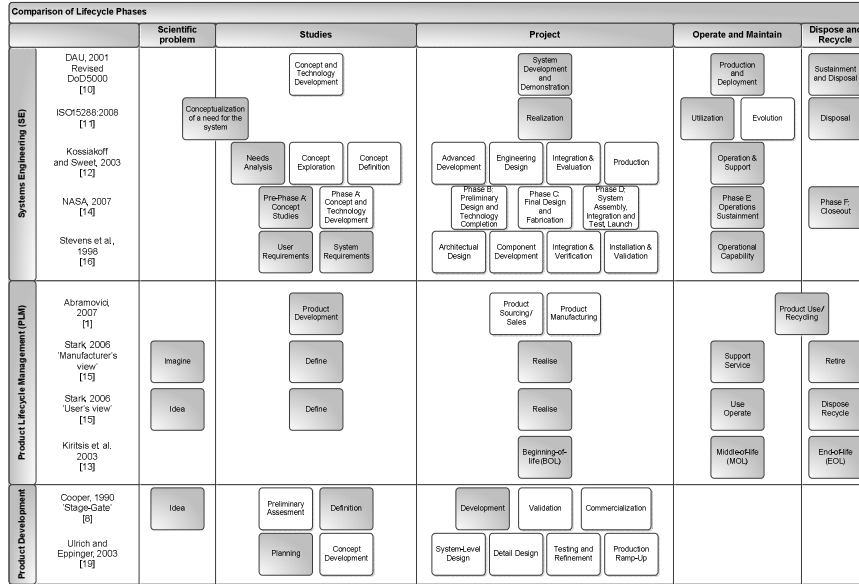 Comparison of Lifecycle Phases
Scientific
problem
Studies
Project
Operate and Maintain
Dispose and
Recycle
Systems Engineering (SE)
DAU, 2001
Revised
DoD5000
[10]
Concept and
Technology
Development
System
Development
and
Demonstration
Production
and
Deployment
Sustainment
and Disposal
ISO15288:2008
[11]
Conceptualization
of a need for the
system
Realization
Utilization
Evolution
Disposal
Kossiakoff
and Sweet, 2003
[12]
Needs
Analysis
Concept
Exploration
Concept
Definition
Advanced
Development
Engineering
Design
Integration &
Evaluation
Production
Operation &
Support
NASA, 2007
[14]
Pre-Phase A:
Concept
Studies
Phase A:
Concept and
Technology
Development
Phase B:
Preliminary
Design and
Technology
Completion
Phase C:
Final Design
and
Fabrication
Phase D:
System
Assembly,
Integration and
Test, Launch
Phase E:
Operations
Sustainment
Phase F:
Closeout
Stevens et al,
1998
[16]
User
Requirements
System
Requirements
Architectual
Design
Component
Development
Integration &
Verification
Installation &
Validation
Operational
Capability
Product Lifecycle Management (PLM)
Abramovici,
2007
[1]
Product
Development
Product
Sourcing/
Sales
Product
Manufacturing
Product Use/
Recycling
Stark, 2006
'Manufacturer's
view'
[15]
Imagine
Define
Realise
Support
Service
Retire
Stark, 2006
'User's view'
[15]
Idea
Define
Realise
Use
Operate
Dispose
Recycle
Kiritsis et. al.
2003
[13]
Beginning-of-
life (BOL)
Middle-of-life
(MOL)
End-of-life
(EOL)
Product Development
Cooper, 1990
'Stage-Gate'
[8]
Idea
Preliminary
Assesment
Definition
Development
Validation
Commercialization
Ulrich and
Eppinger, 2003
[19]
Planning
Concept
Development
System-Level
Design
Detail Design
Testing and
Refinement
Production
Ramp-Up